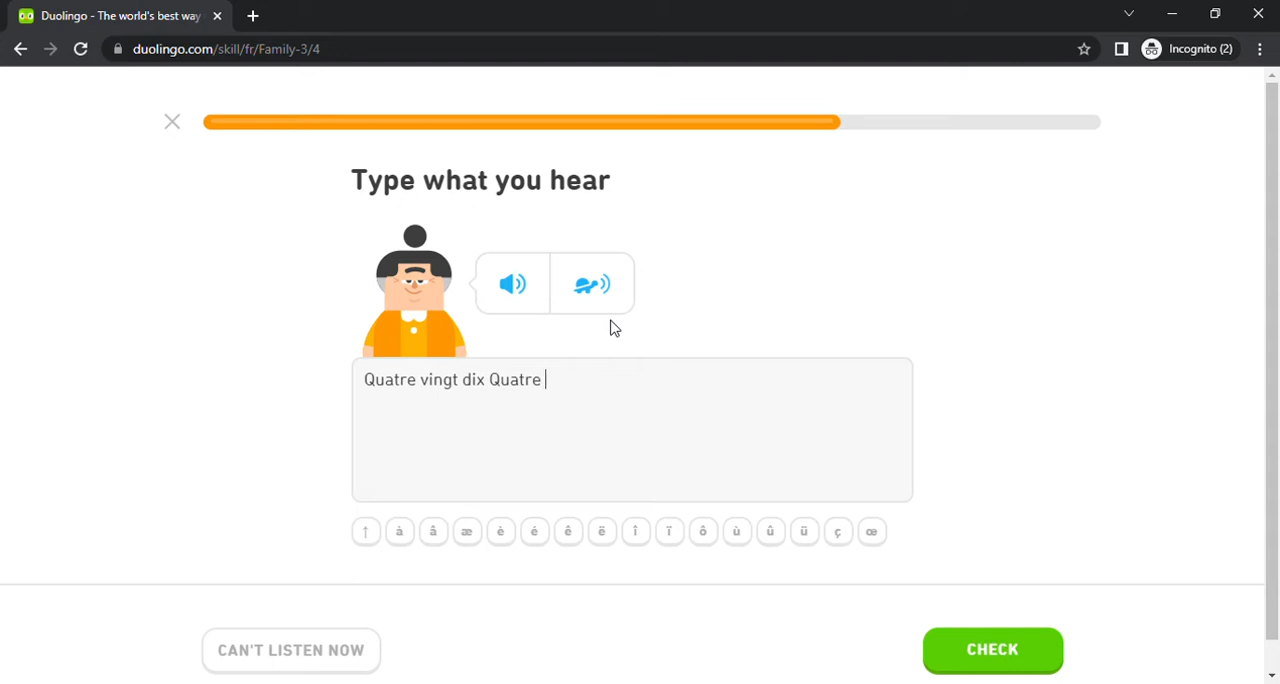 Duolingo - The world's best way
duolingo.com/skill/fr/Family-3/4
Incognito (2)
Type what you hear
Quatre vingt dix Quatre
↑ à â æ è é ê ë î ï ô ù û ü ç œ
CAN'T LISTEN NOW
CHECK